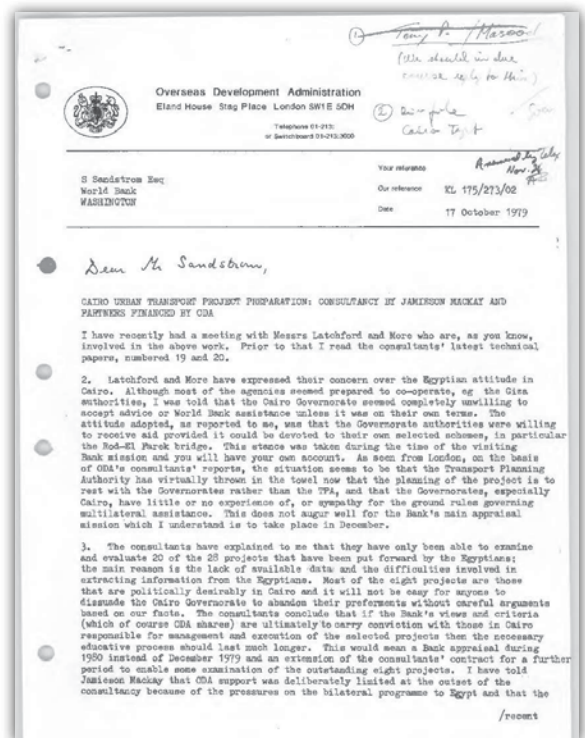 ① Tony P. / Masood
(We should in due
course reply to this)
②
Overseas Development Administration
Eland House Stag Place London SW1E 5DH
Telephone 01-213:
or Switchboard 01-213:3000
Answered by telex
Nov.
S Sandstrom Esq
World Bank
WASHINGTON
Your reference
Our reference KL 175/273/02
Date 17 October 1979
Dear Mr Sandstrom,
CAIRO URBAN TRANSPORT PROJECT PREPARATION: CONSULTANCY BY JAMIESON MACKAY AND
PARTNERS FINANCED BY ODA
I have recently had a meeting with Messrs Latchford and More who are, as you know,
involved in the above work. Prior to that I read the consultants' latest technical
papers, numbered 19 and 20.
2. Latchford and More have expressed their concern over the Egyptian attitude in
Cairo. Although most of the agencies seemed prepared to co-operate, eg the Giza
authorities, I was told that the Cairo Governorate seemed completely unwilling to
accept advice or World Bank assistance unless it was on their own terms. The
attitude adopted, as reported to me, was that the Governorate authorities were willing
to receive aid provided it could be devoted to their own selected schemes, in particular
the Rod-El Farek bridge. This stance was taken during the time of the visiting
Bank mission and you will have your own account. As seen from London, on the basis
of ODA's consultants' reports, the situation seems to be that the Transport Planning
Authority has virtually thrown in the towel now that the planning of the project is to
rest with the Governorates rather than the TPA, and that the Governorates, especially
Cairo, have little or no experience of, or sympathy for the ground rules governing
multilateral assistance. This does not augur well for the Bank's main appraisal
mission which I understand is to take place in December.
3. The consultants have explained to me that they have only been able to examine
and evaluate 20 of the 28 projects that have been put forward by the Egyptians;
the main reason is the lack of available data and the difficulties involved in
extracting information from the Egyptians. Most of the eight projects are those
that are politically desirably in Cairo and it will not be easy for anyone to
dissuade the Cairo Governorate to abandon their preferments without careful arguments
based on our facts. The consultants conclude that if the Bank's views and criteria
(which of course ODA shares) are ultimately to carry conviction with those in Cairo
responsible for management and execution of the selected projects then the necessary
educative process should last much longer. This would mean a Bank appraisal during
1980 instead of December 1979 and an extension of the consultants' contract for a further
period to enable some examination of the outstanding eight projects. I have told
Jamieson Mackay that ODA support was deliberately limited at the outset of the
consultancy because of the pressures on the bilateral programme to Egypt and that the
/recent